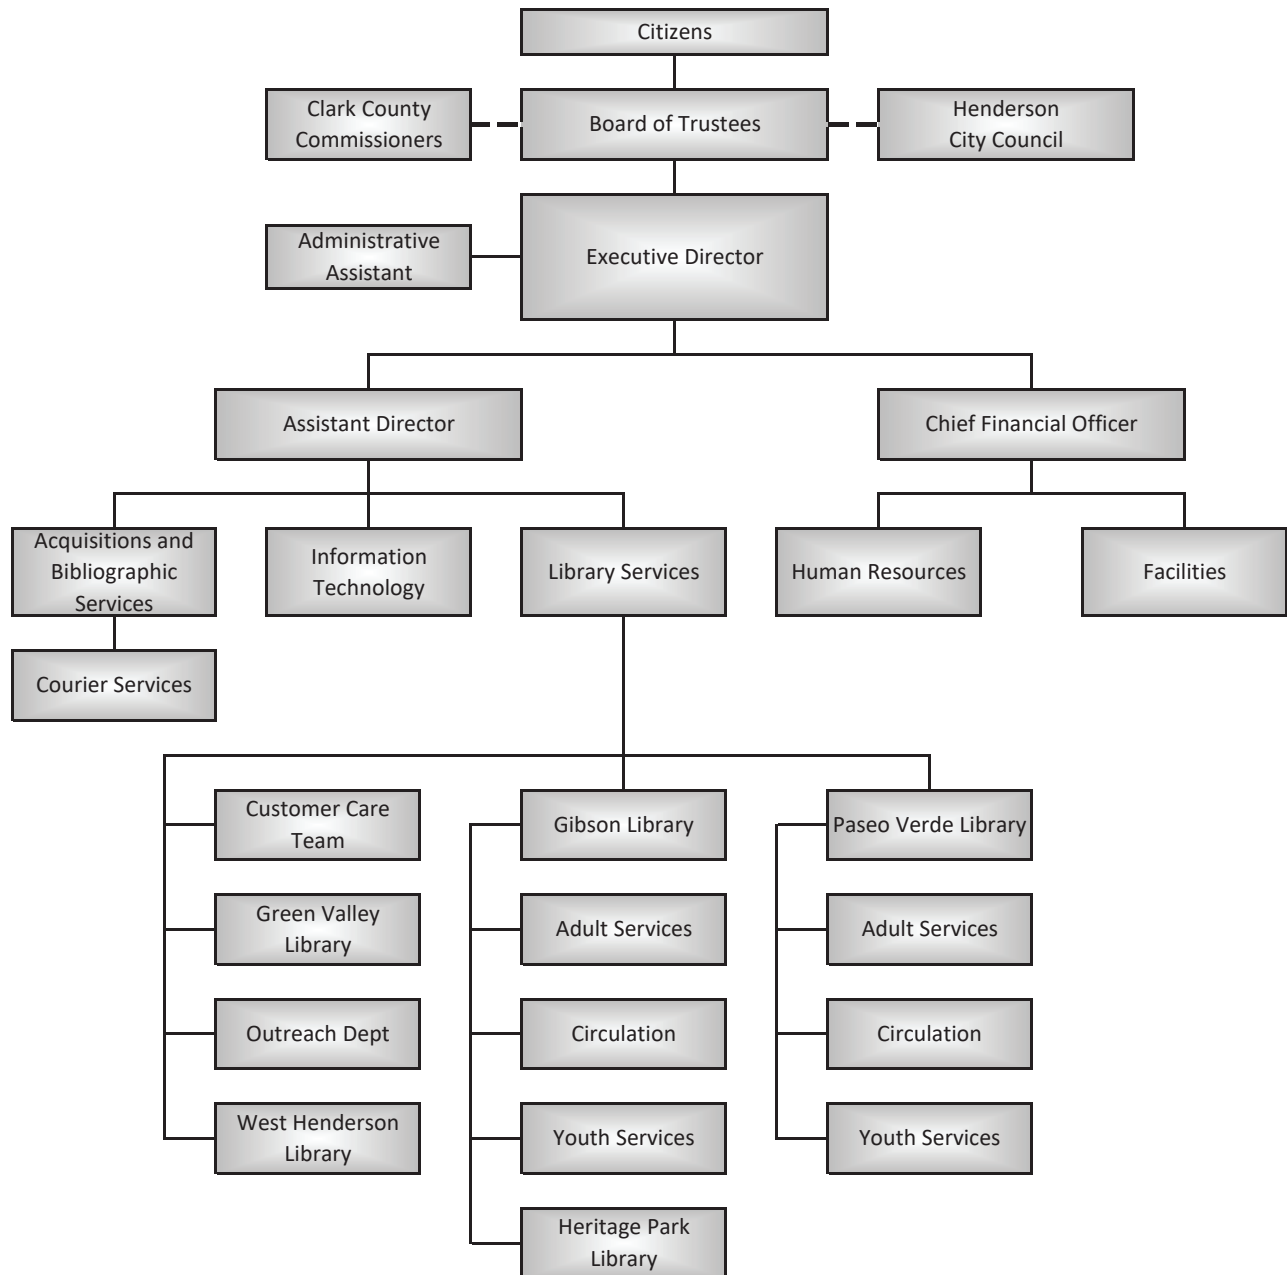 Citizens
Clark County
Commissioners
Board of Trustees
Henderson
City Council
Administrative
Assistant
Executive Director
Assistant Director
Chief Financial Officer
Acquisitions and
Bibliographic
Services
Information
Technology
Library Services
Human Resources
Facilities
Courier Services
Customer Care
Team
Gibson Library
Paseo Verde Library
Green Valley
Library
Adult Services
Adult Services
Outreach Dept
Circulation
Circulation
West Henderson
Library
Youth Services
Youth Services
Heritage Park
Library